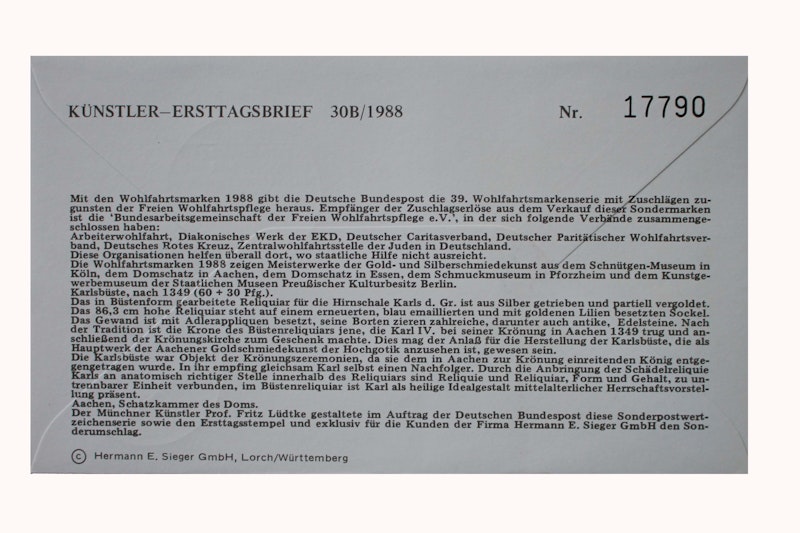 KÜNSTLER—ERSTTAGSBRIEF 30B/1988
Nr. 17790
Mit den Wohlfahrtsmarken 1988 gibt die Deutsche Bundespost die 39. Wohlfahrtsmarkenserie mit Zuschlägen zu-
gunsten der Freien Wohlfahrtspflege heraus. Empfänger der Zuschlagserlöse aus dem Verkauf dieser Sondermarken
ist die 'Bundesarbeitsgemeinschaft der Freien Wohlfahrtspflege e.V.', in der sich folgende Verbände zusammenge-
schlossen haben:
Arbeiterwohlfahrt, Diakonisches Werk der EKD, Deutscher Caritasverband, Deutscher Paritätischer Wohlfahrtsver-
band, Deutsches Rotes Kreuz, Zentralwohlfahrtsstelle der Juden in Deutschland.
Diese Organisationen helfen überall dort, wo staatliche Hilfe nicht ausreicht.
Die Wohlfahrtsmarken 1988 zeigen Meisterwerke der Gold- und Silberschmiedekunst aus dem Schnütgen-Museum in
Köln, dem Domschatz in Aachen, dem Domschatz in Essen, dem Schmuckmuseum in Pforzheim und dem Kunstge-
werbemuseum der Staatlichen Museen Preußischer Kulturbesitz Berlin.
Karlsbüste, nach 1349 (60 + 30 Pfg.).
Das in Büstenform gearbeitete Reliquiar für die Hirnschale Karls d. Gr. ist aus Silber getrieben und partiell vergoldet.
Das 86,3 cm hohe Reliquiar steht auf einem erneuerten, blau emaillierten und mit goldenen Lilien besetzten Sockel.
Das Gewand ist mit Adlerappliquen besetzt, seine Borten zieren zahlreiche, darunter auch antike, Edelsteine. Nach
der Tradition ist die Krone des Büstenreliquiars jene, die Karl IV. bei seiner Krönung in Aachen 1349 trug und an-
schließend der Krönungskirche zum Geschenk machte. Dies mag der Anlaß für die Herstellung der Karlsbüste, die als
Hauptwerk der Aachener Goldschmiedekunst der Hochgotik anzusehen ist, gewesen sein.
Die Karlsbüste war Objekt der Krönungszeremonien, da sie dem in Aachen zur Krönung einreitenden König entge-
gengetragen wurde. In ihr empfing gleichsam Karl selbst einen Nachfolger. Durch die Anbringung der Schädelreliquie
Karls an anatomisch richtiger Stelle innerhalb des Reliquiars sind Reliquie und Reliquiar, Form und Gehalt, zu un-
trennbarer Einheit verbunden, im Büstenreliquiar ist Karl als heilige Idealgestalt mittelalterlicher Herrschaftsvorstel-
lung präsent.
Aachen, Schatzkammer des Doms.
Der Münchner Künstler Prof. Fritz Lüdtke gestaltete im Auftrag der Deutschen Bundespost diese Sonderpostwert-
zeichenserie sowie den Ersttagsstempel und exklusiv für die Kunden der Firma Hermann E. Sieger GmbH den Son-
derumschlag.
© Hermann E. Sieger GmbH, Lorch/Württemberg